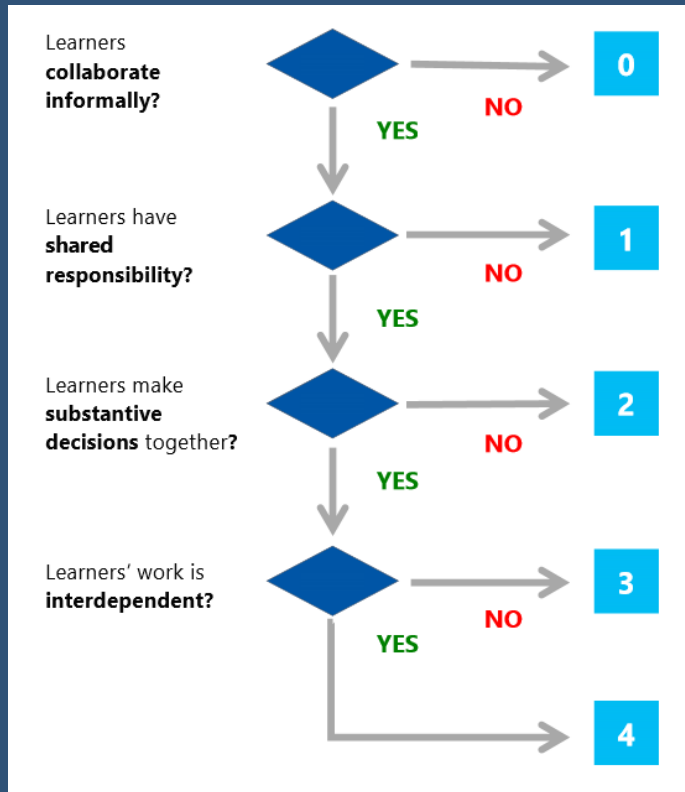 Learners
collaborate
informally?
0
NO
YES
Learners have
shared
responsibility?
1
NO
YES
Learners make
substantive
decisions together?
2
NO
YES
Learners’ work is
interdependent?
3
NO
YES
4